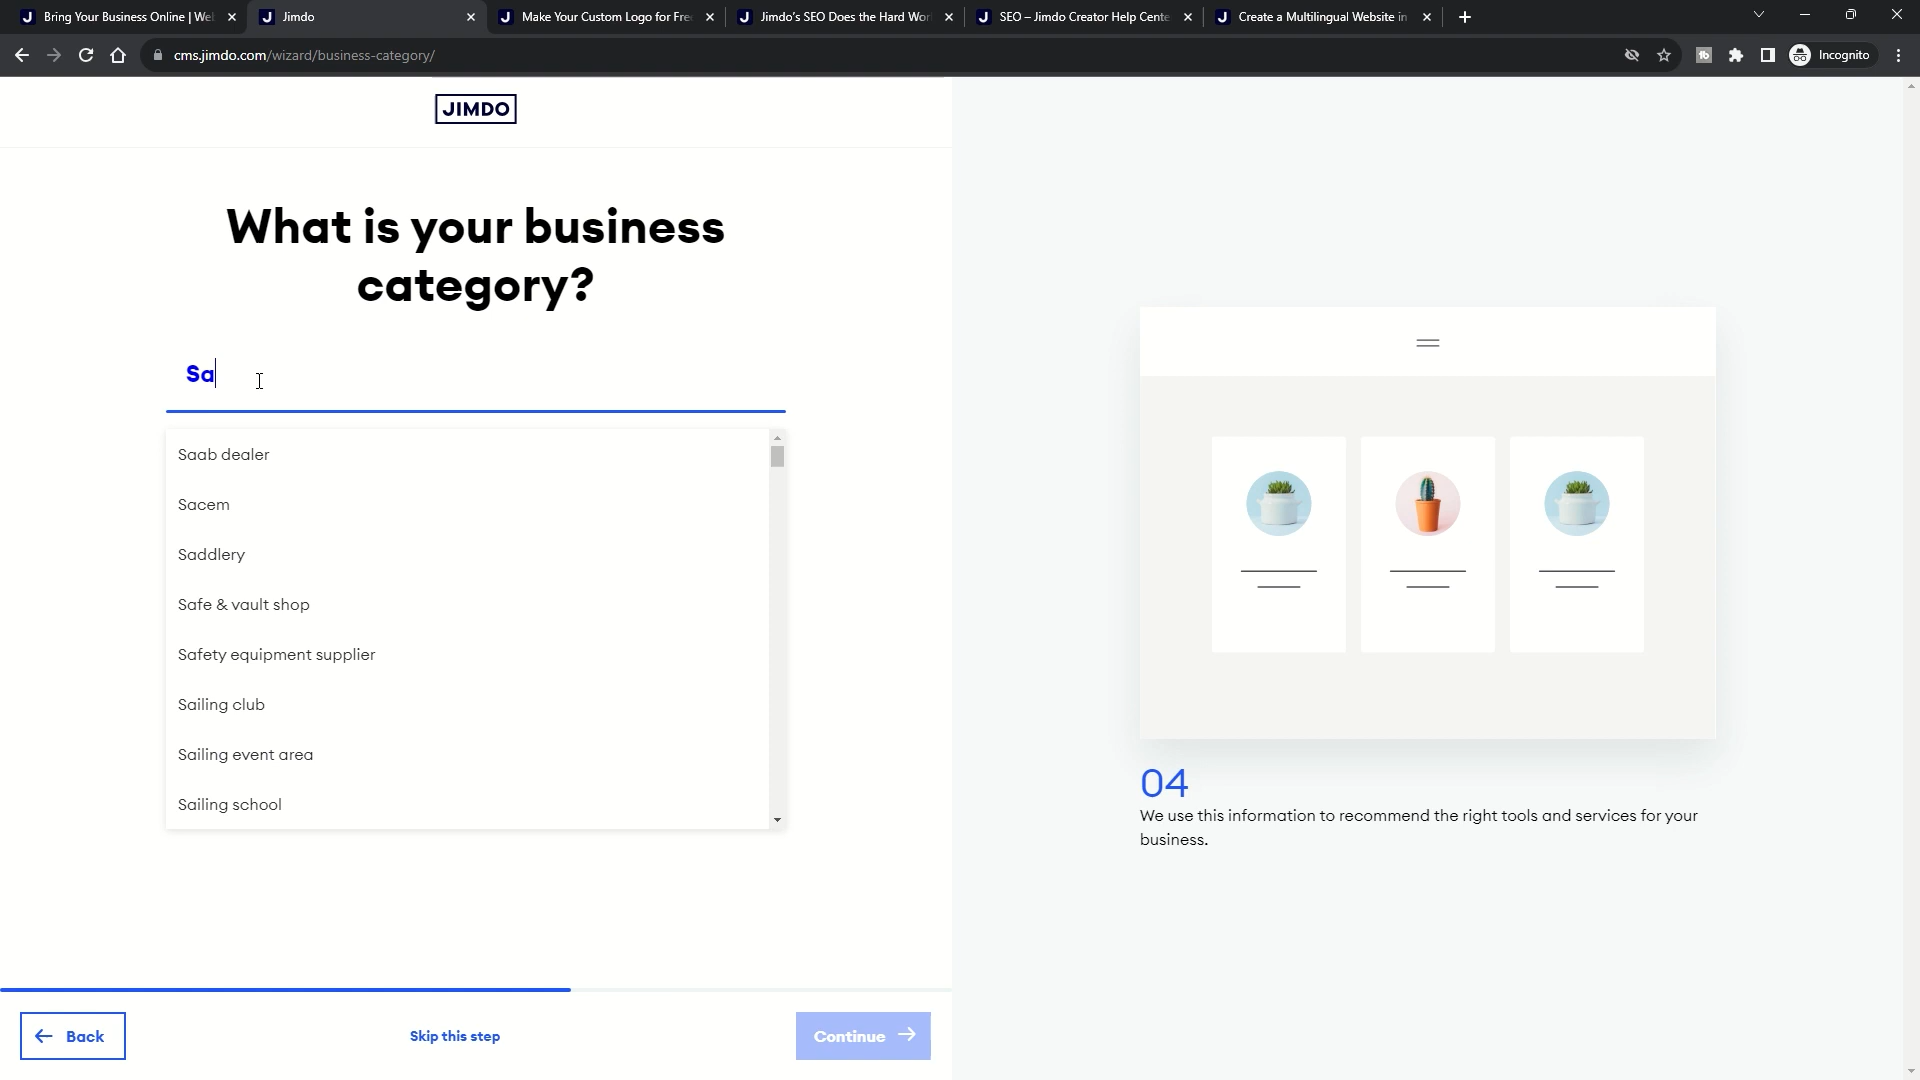 Bring Your Business Online | We
Jimdo
Make Your Custom Logo for Fre
Jimdo's SEO Does the Hard Wor
SEO – Jimdo Creator Help Cente
Create a Multilingual Website in
cms.jimdo.com/wizard/business-category/
Incognito
JIMDO
What is your business
category?
Sa
Saab dealer
Sacem
Saddlery
Safe & vault shop
Safety equipment supplier
Sailing club
Sailing event area
Sailing school
04
We use this information to recommend the right tools and services for your
business.
Back
Skip this step
Continue